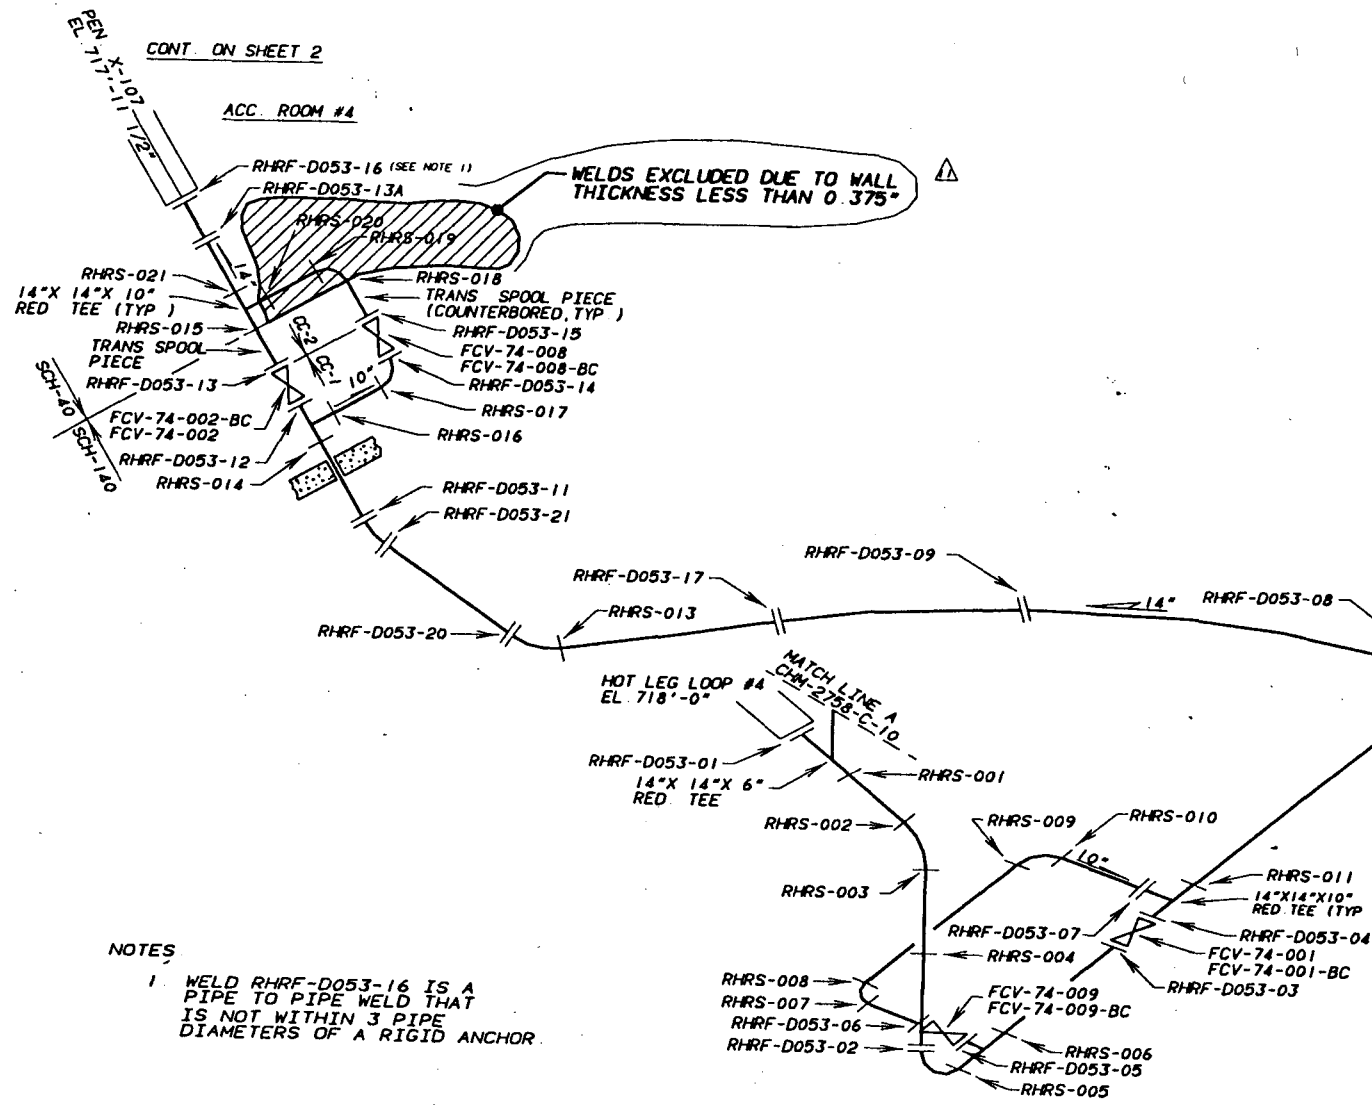 CONT. ON SHEET 2
PEN. X-107
EL. 717'-11 1/2"
ACC. ROOM #4
RHRF-D053-16 (SEE NOTE 1)
RHRF-D053-13A
WELDS EXCLUDED DUE TO WALL
THICKNESS LESS THAN 0.375"
1
RHRS-020
RHRS-019
14"
RHRS-021
RHRS-018
14"X 14"X 10"
RED TEE (TYP.)
TRANS SPOOL PIECE
(COUNTERBORED, TYP.)
RHRS-015
RHRF-D053-15
TRANS SPOOL
PIECE
CC-2
CC-1
FCV-74-008
FCV-74-008-BC
RHRF-D053-13
10"
RHRF-D053-14
SCH-40
SCH-140
FCV-74-002-BC
FCV-74-002
RHRS-017
RHRS-016
RHRF-D053-12
RHRS-014
RHRF-D053-11
RHRF-D053-21
RHRF-D053-09
RHRF-D053-17
14"
RHRF-D053-08
RHRS-013
RHRF-D053-20
MATCH LINE A
CHM-2758-C-10
HOT LEG LOOP #4
EL. 718'-0"
RHRF-D053-01
14"X 14"X 6"
RED. TEE
RHRS-001
RHRS-002
RHRS-009
RHRS-010
10"
RHRS-003
RHRS-011
14"X14"X10"
RED.TEE (TYP
RHRF-D053-07
RHRF-D053-04
RHRS-004
FCV-74-001
FCV-74-001-BC
RHRS-008
RHRF-D053-03
RHRS-007
FCV-74-009
FCV-74-009-BC
RHRF-D053-06
RHRF-D053-02
RHRS-006
RHRF-D053-05
RHRS-005
NOTES
1. WELD RHRF-D053-16 IS A
PIPE TO PIPE WELD THAT
IS NOT WITHIN 3 PIPE
DIAMETERS OF A RIGID ANCHOR.